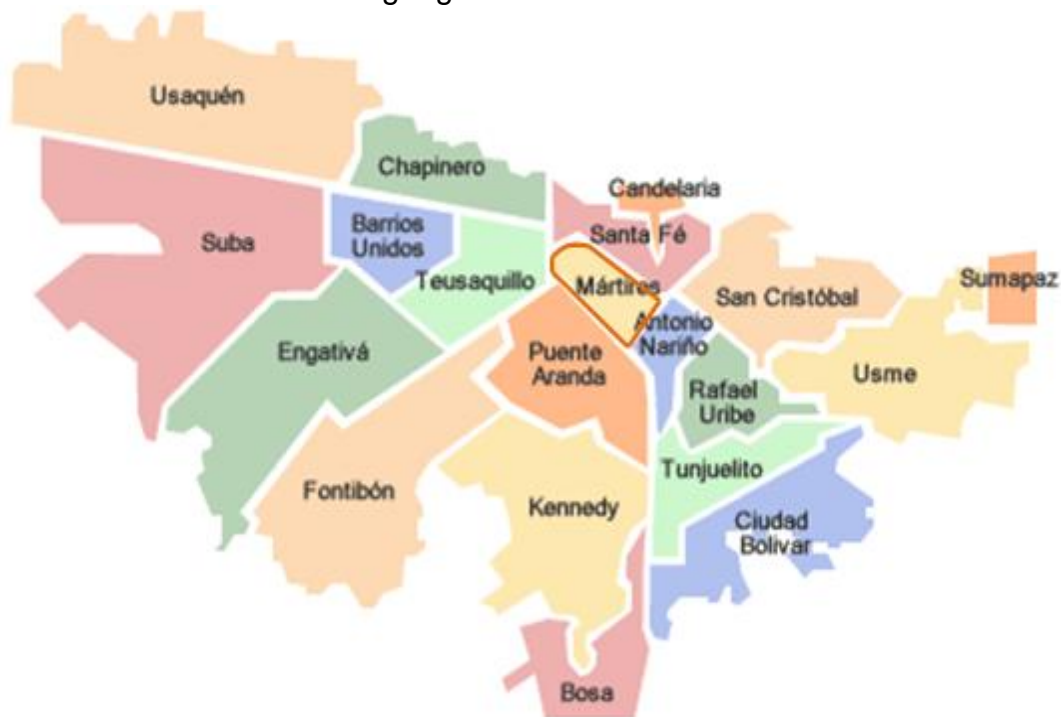 Usaquén
Chapinero
Candelaria
Suba
Barrios
Unidos
Santa Fé
Teusaquillo
Mártires
San Cristóbal
Sumapaz
Antonio
Nariño
Engativá
Puente
Aranda
Usme
Rafael
Uribe
Fontibón
Kennedy
Tunjuelito
Ciudad
Bolivar
Bosa